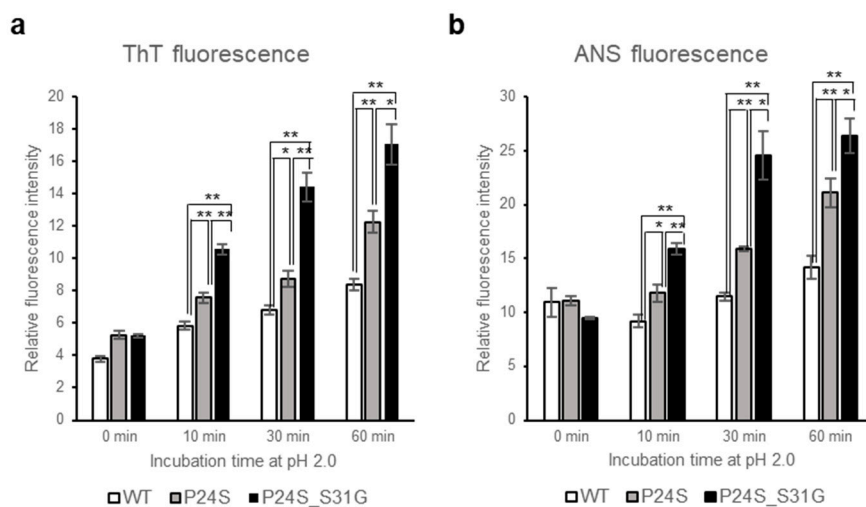 a
ThT fluorescence
Relative fluorescence intensity
20
18
16
14
12
10
8
6
4
2
0
**
** **
**
* **
**
** *
0 min 10 min 30 min 60 min
Incubation time at pH 2.0
WT P24S P24S_S31G
b
ANS fluorescence
Relative fluorescence intensity
30
25
20
15
10
5
0
**
* **
**
** *
**
** *
0 min 10 min 30 min 60 min
Incubation time at pH 2.0
WT P24S P24S_S31G